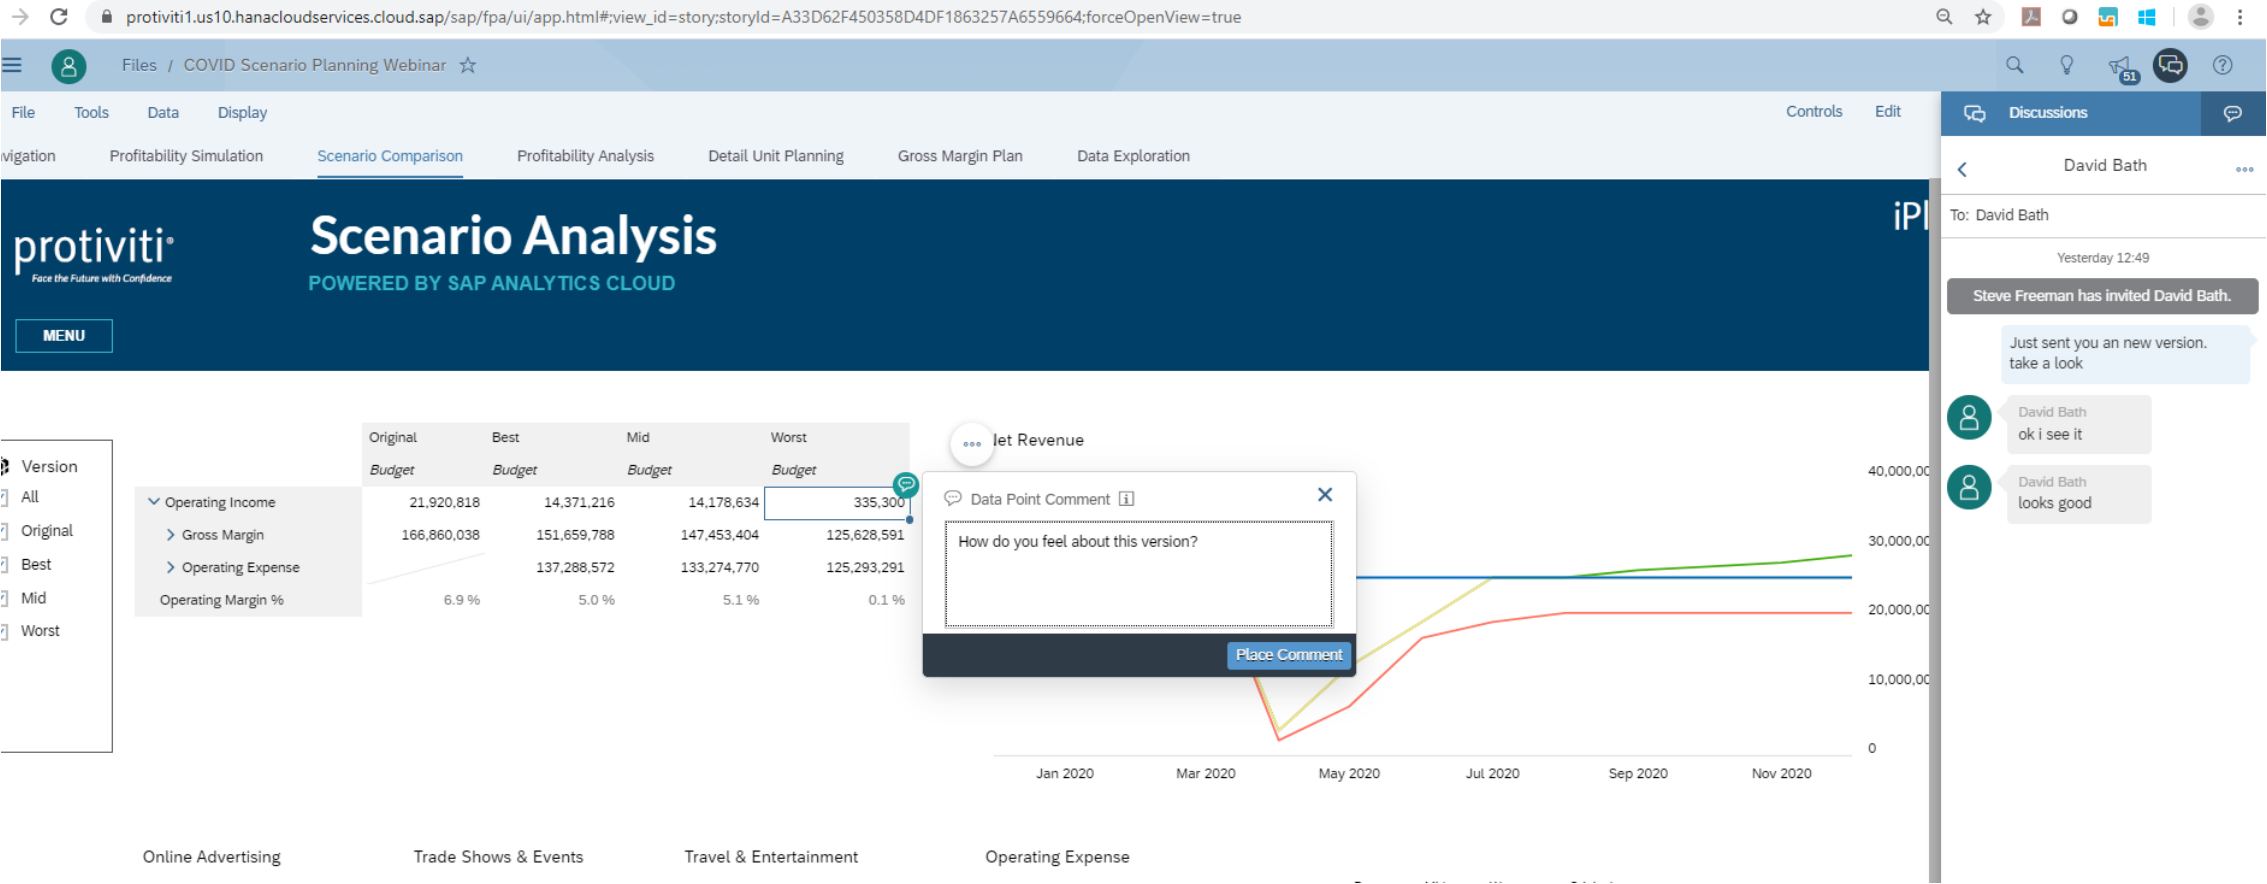 protiviti1.us10.hanacloudservices.cloud.sap/sap/fpa/ui/app.html#;view_id=story;storyId=A33D62F450358D4DF1863257A6559664;forceOpenView=true
Files / COVID Scenario Planning Webinar
51
File Tools Data Display Controls Edit
vigation Profitability Simulation Scenario Comparison Profitability Analysis Detail Unit Planning Gross Margin Plan Data Exploration
protiviti®
Face the Future with Confidence
MENU
Scenario Analysis
POWERED BY SAP ANALYTICS CLOUD
iPl
Version
All
Original
Best
Mid
Worst
Original Best Mid Worst
Budget Budget Budget Budget
Operating Income 21,920,818 14,371,216 14,178,634 335,300
Gross Margin 166,860,038 151,659,788 147,453,404 125,628,591
Operating Expense 137,288,572 133,274,770 125,293,291
Operating Margin % 6.9 % 5.0 % 5.1 % 0.1 %
let Revenue
Data Point Comment
How do you feel about this version?
Place Comment
40,000,00
30,000,00
20,000,00
10,000,00
0
Jan 2020 Mar 2020 May 2020 Jul 2020 Sep 2020 Nov 2020
Online Advertising Trade Shows & Events Travel & Entertainment Operating Expense
Discussions
David Bath
To: David Bath
Yesterday 12:49
Steve Freeman has invited David Bath.
Just sent you an new version.
take a look
David Bath
ok i see it
David Bath
looks good